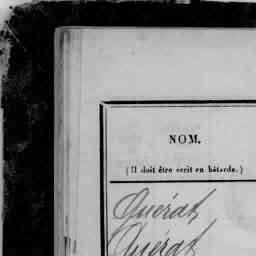 NOM.
(Il doit être écrit en bâtarde.)
Quérat,
Quérat